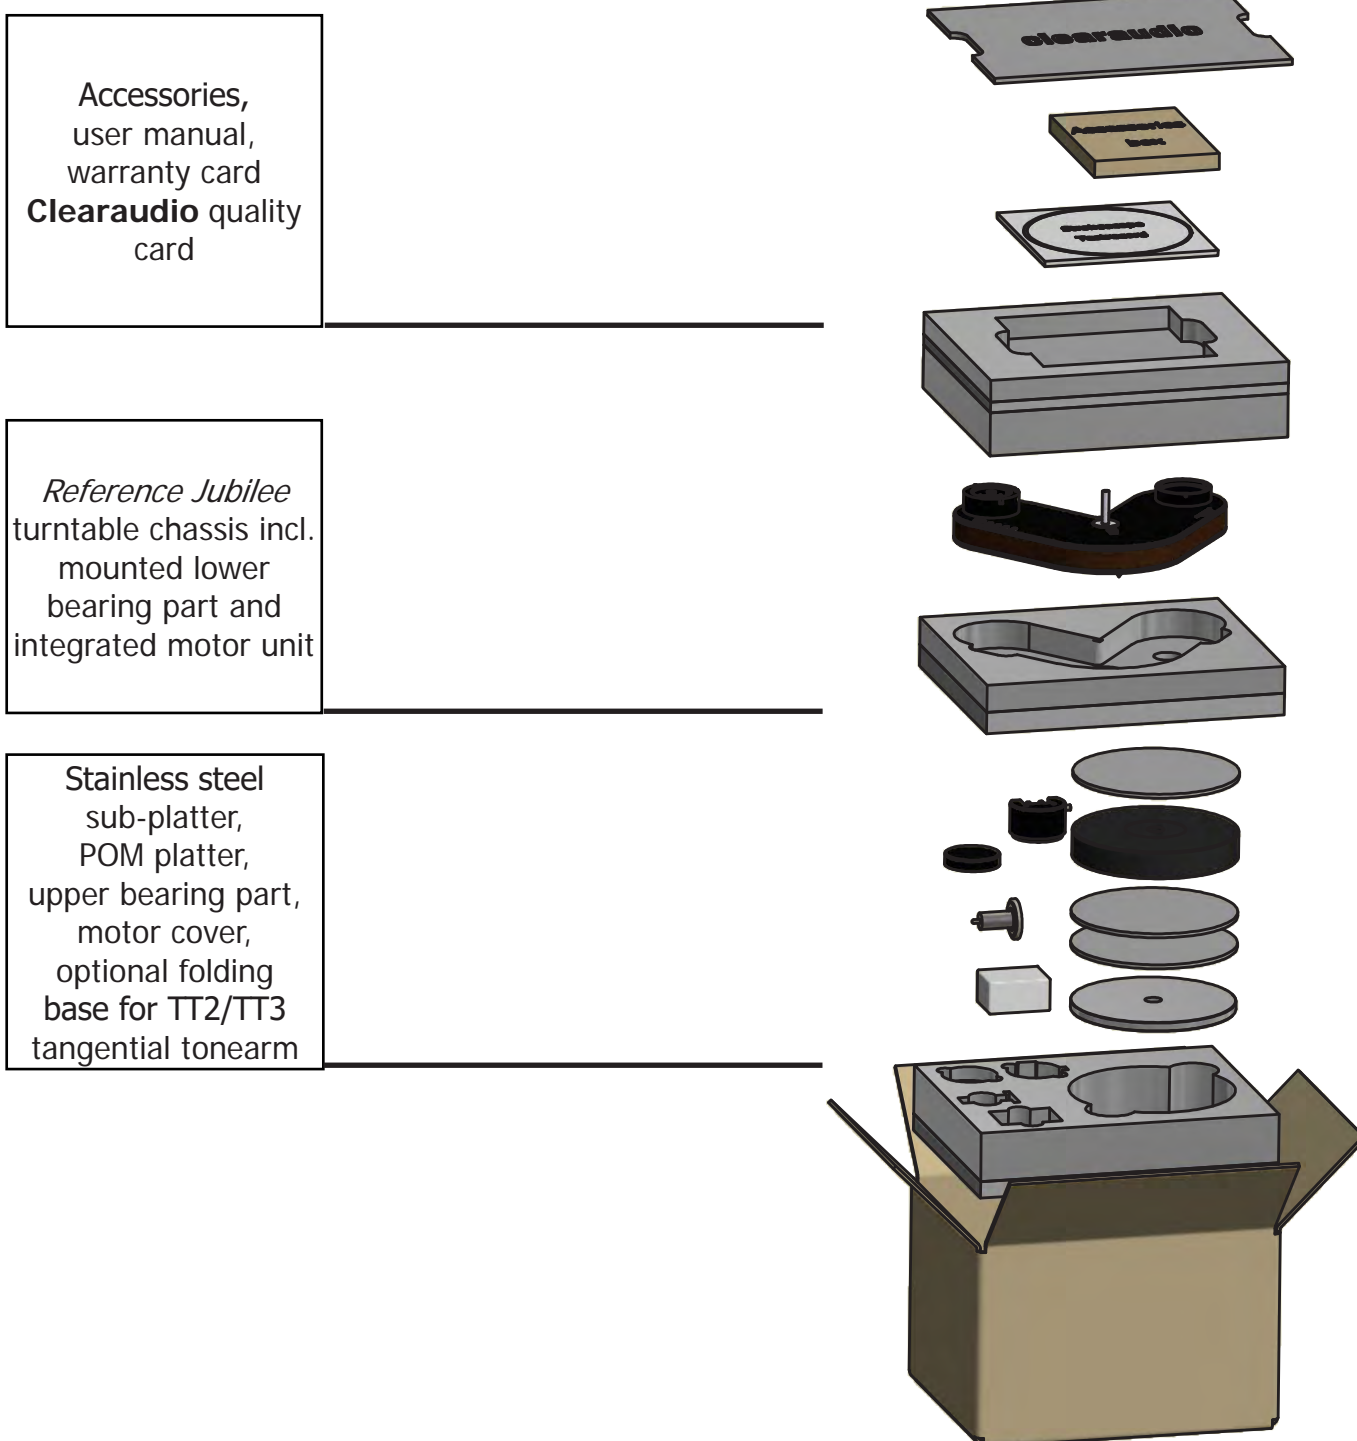 clearaudio
Accessories
box
Stroboscope
Testrecord
Accessories,
user manual,
warranty card
Clearaudio quality
card
Reference Jubilee
turntable chassis incl.
mounted lower
bearing part and
integrated motor unit
Stainless steel
sub-platter,
POM platter,
upper bearing part,
motor cover,
optional folding
base for TT2/TT3
tangential tonearm